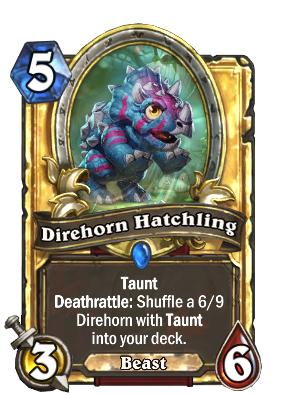 5
Direhorn Hatchling
Taunt
Deathrattle: Shuffle a 6/9
Direhorn with Taunt
into your deck.
3
Beast
6